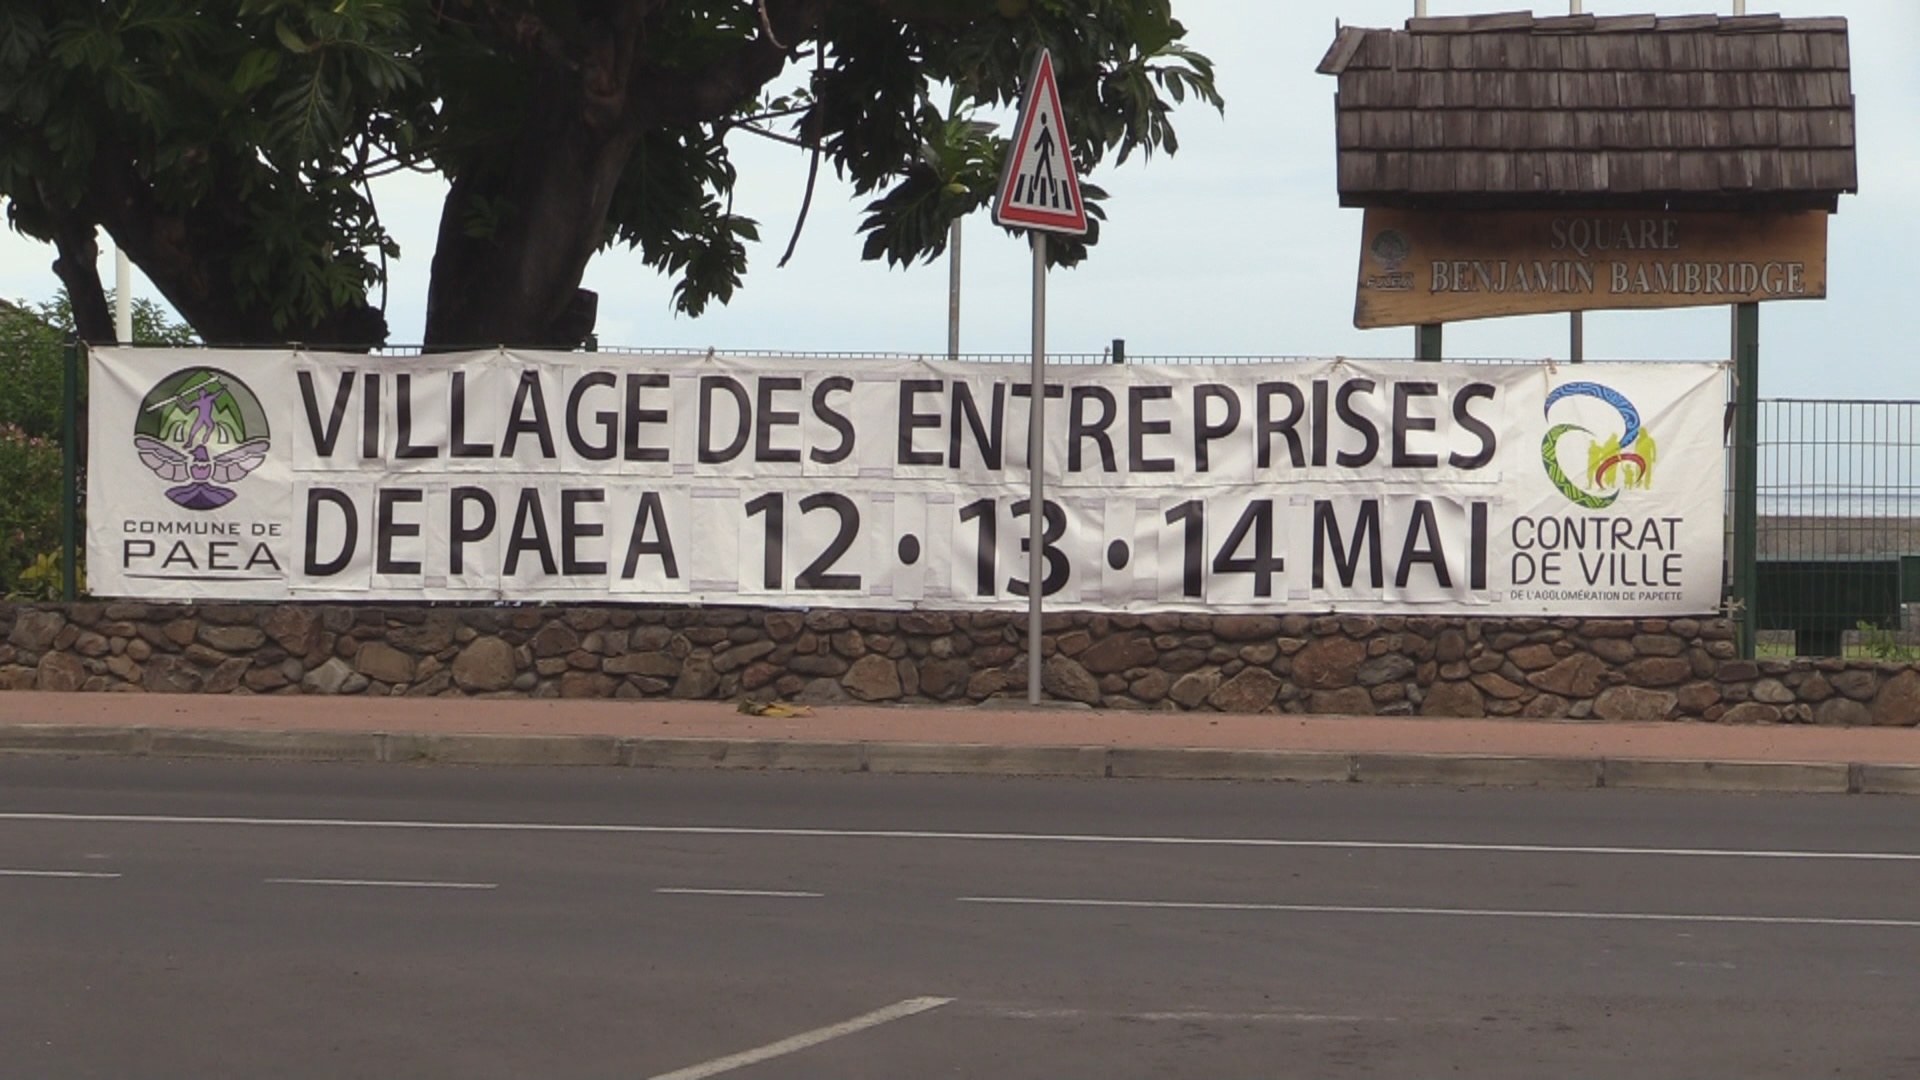 SQUARE
BENJAMIN BAMBRIDGE
VILLAGE DES ENTREPRISES
DE PAEA 12 • 13 • 14 MAI
COMMUNE DE
PAEA
CONTRAT
DE VILLE
DE L'AGGLOMÉRATION DE PAPEETE